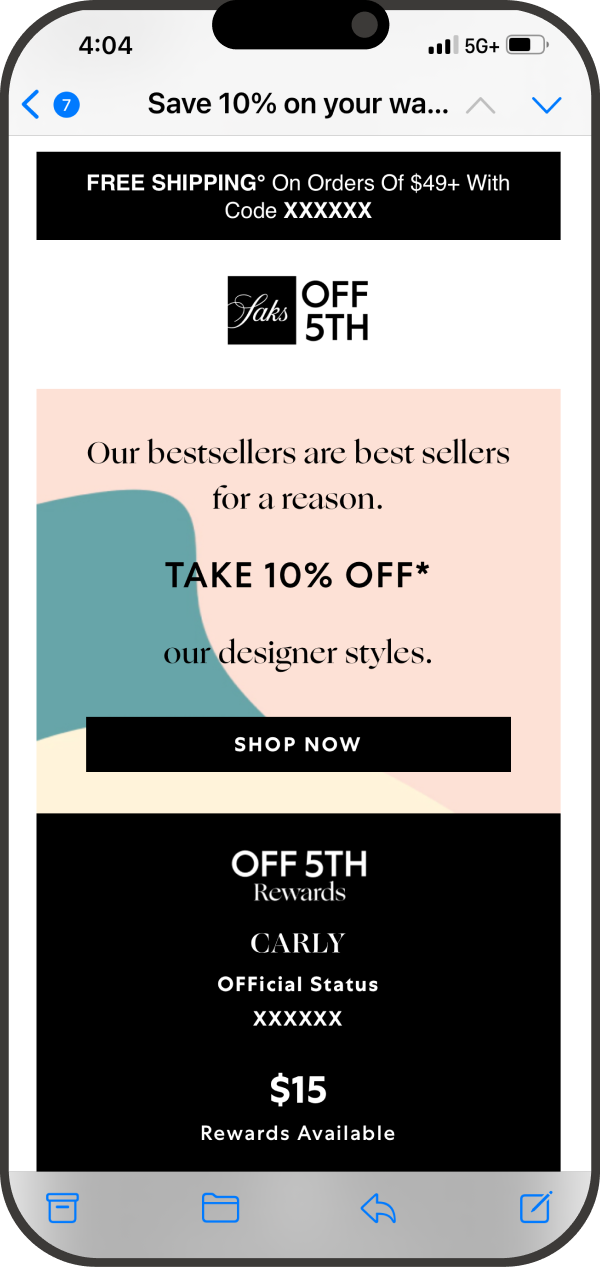 4:04
5G+
7
Save 10% on your wa...
FREE SHIPPING° On Orders Of $49+ With
Code XXXXXX
Saks
OFF
5TH
Our bestsellers are best sellers
for a reason.
TAKE 10% OFF*
our designer styles.
SHOP NOW
OFF 5TH
Rewards
CARLY
OFFicial Status
XXXXXX
$15
Rewards Available